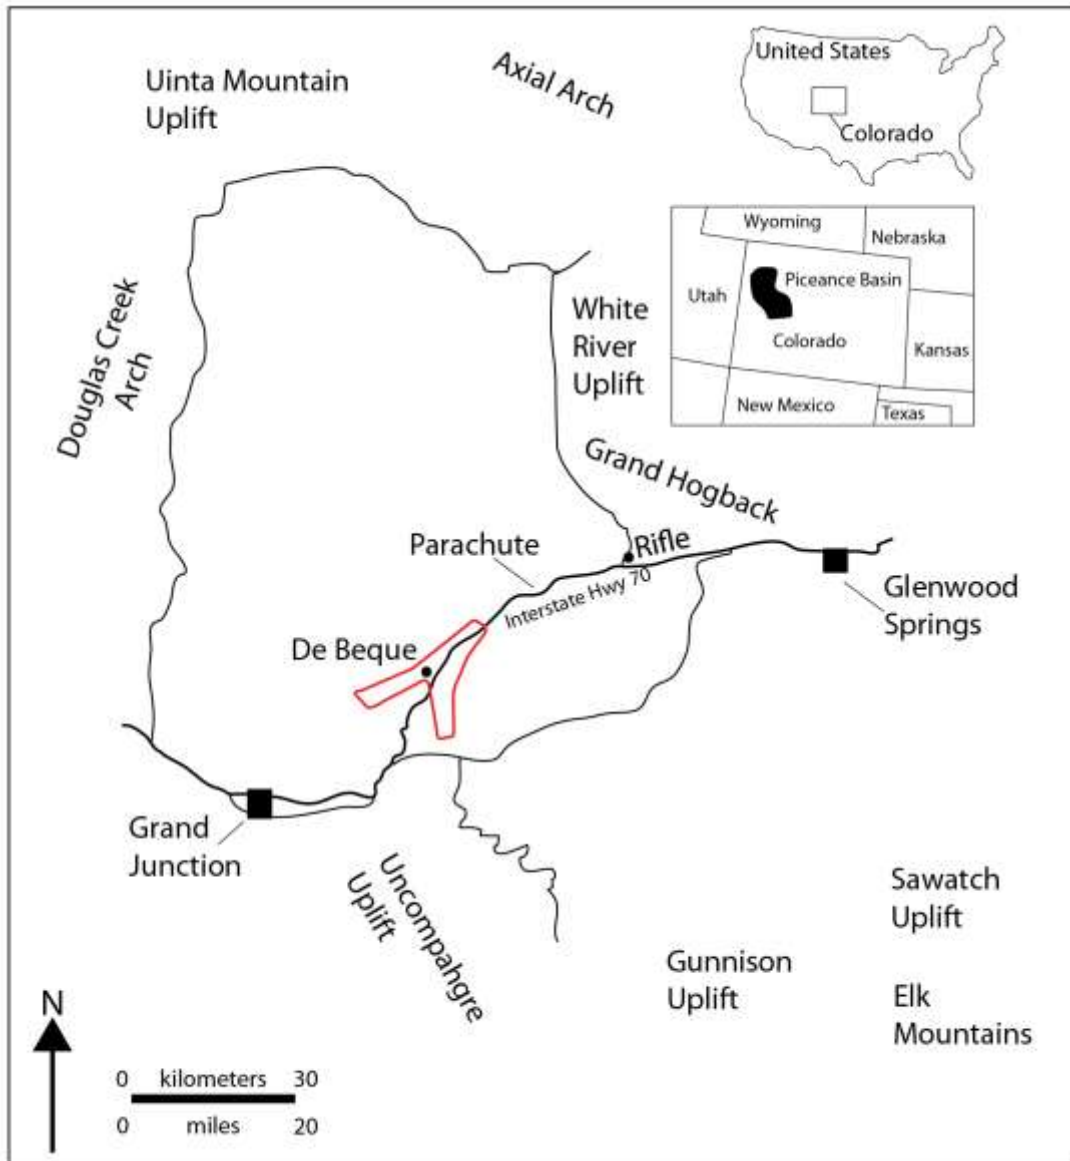 Uinta Mountain
Uplift
Axial Arch
United States
Colorado
Wyoming
Nebraska
Utah
Piceance Basin
Colorado
Kansas
New Mexico
Texas
Douglas Creek
Arch
White
River
Uplift
Grand Hogback
Parachute
Rifle
Interstate Hwy 70
Glenwood
Springs
De Beque
Grand
Junction
Uncompahgre
Uplift
Sawatch
Uplift
Gunnison
Uplift
Elk
Mountains
N
0 kilometers 30
0 miles 20